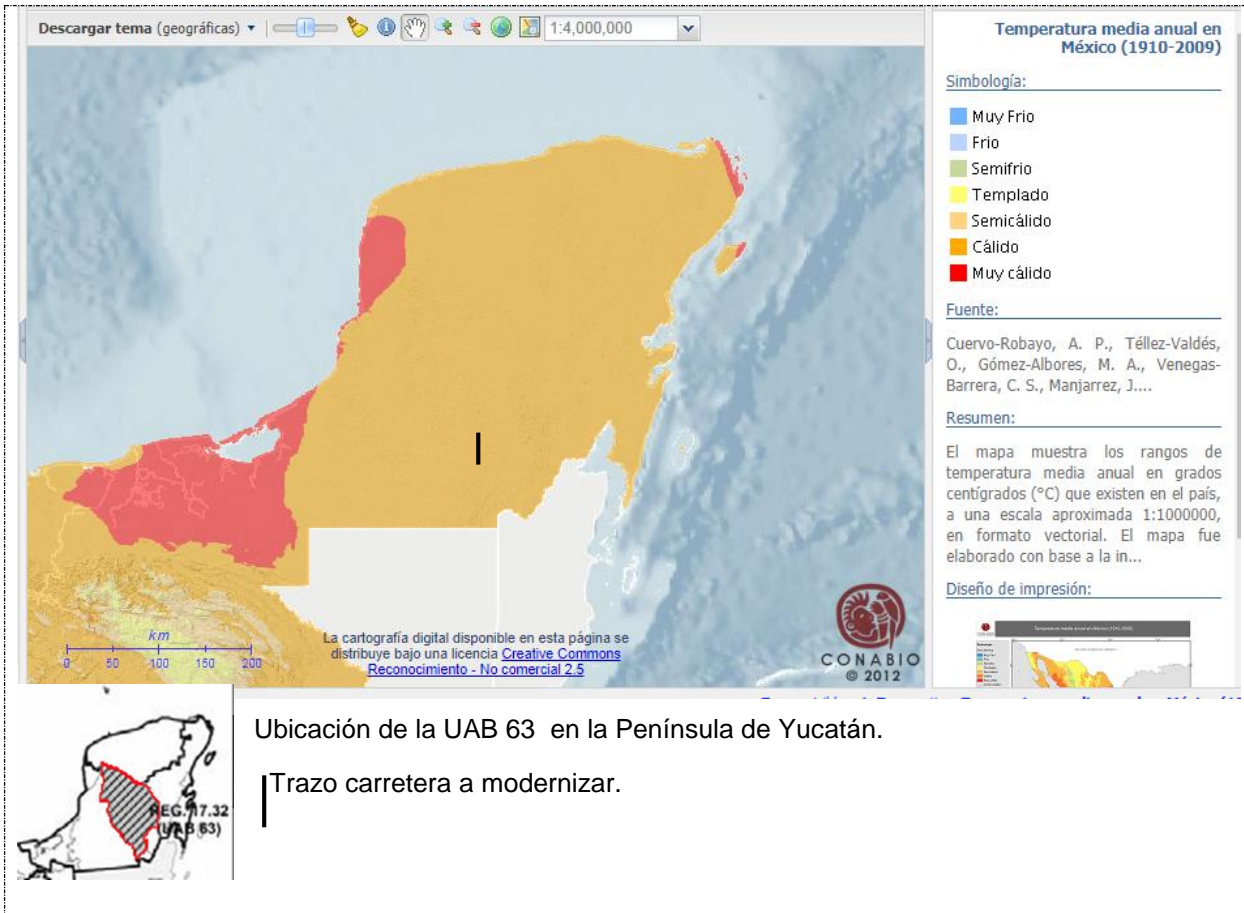 Descargar tema (geográficas)
1:4,000,000
Temperatura media anual en
México (1910-2009)
Simbología:
Muy Frio
Frio
Semifrio
Templado
Semicálido
Cálido
Muy cálido
Fuente:
Cuervo-Robayo, A. P., Téllez-Valdés,
O., Gómez-Albores, M. A., Venegas-
Barrera, C. S., Manjarrez, J....
Resumen:
El mapa muestra los rangos de
temperatura media anual en grados
centígrados (°C) que existen en el país,
a una escala aproximada 1:1000000,
en formato vectorial. El mapa fue
elaborado con base a la in...
Diseño de impresión:
km
0 50 100 150 200
La cartografía digital disponible en esta página se
distribuye bajo una licencia Creative Commons
Reconocimiento - No comercial 2.5
CONABIO
© 2012
Ubicación de la UAB 63 en la Península de Yucatán.
Trazo carretera a modernizar.
REG. 17.32
(UAB 63)